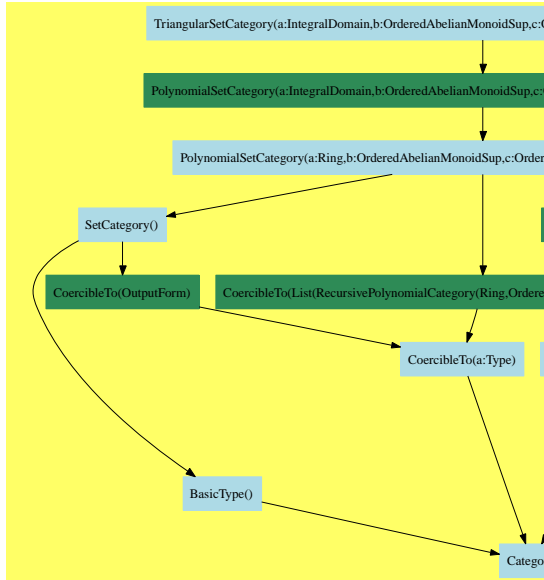 TriangularSetCategory(a:IntegralDomain,b:OrderedAbelianMonoidSup,c:
PolynomialSetCategory(a:IntegralDomain,b:OrderedAbelianMonoidSup,c:
PolynomialSetCategory(a:Ring,b:OrderedAbelianMonoidSup,c:Ordere
SetCategory()
CoercibleTo(OutputForm)
CoercibleTo(List(RecursivePolynomialCategory(Ring,Ordere
CoercibleTo(a:Type)
BasicType()
Catego